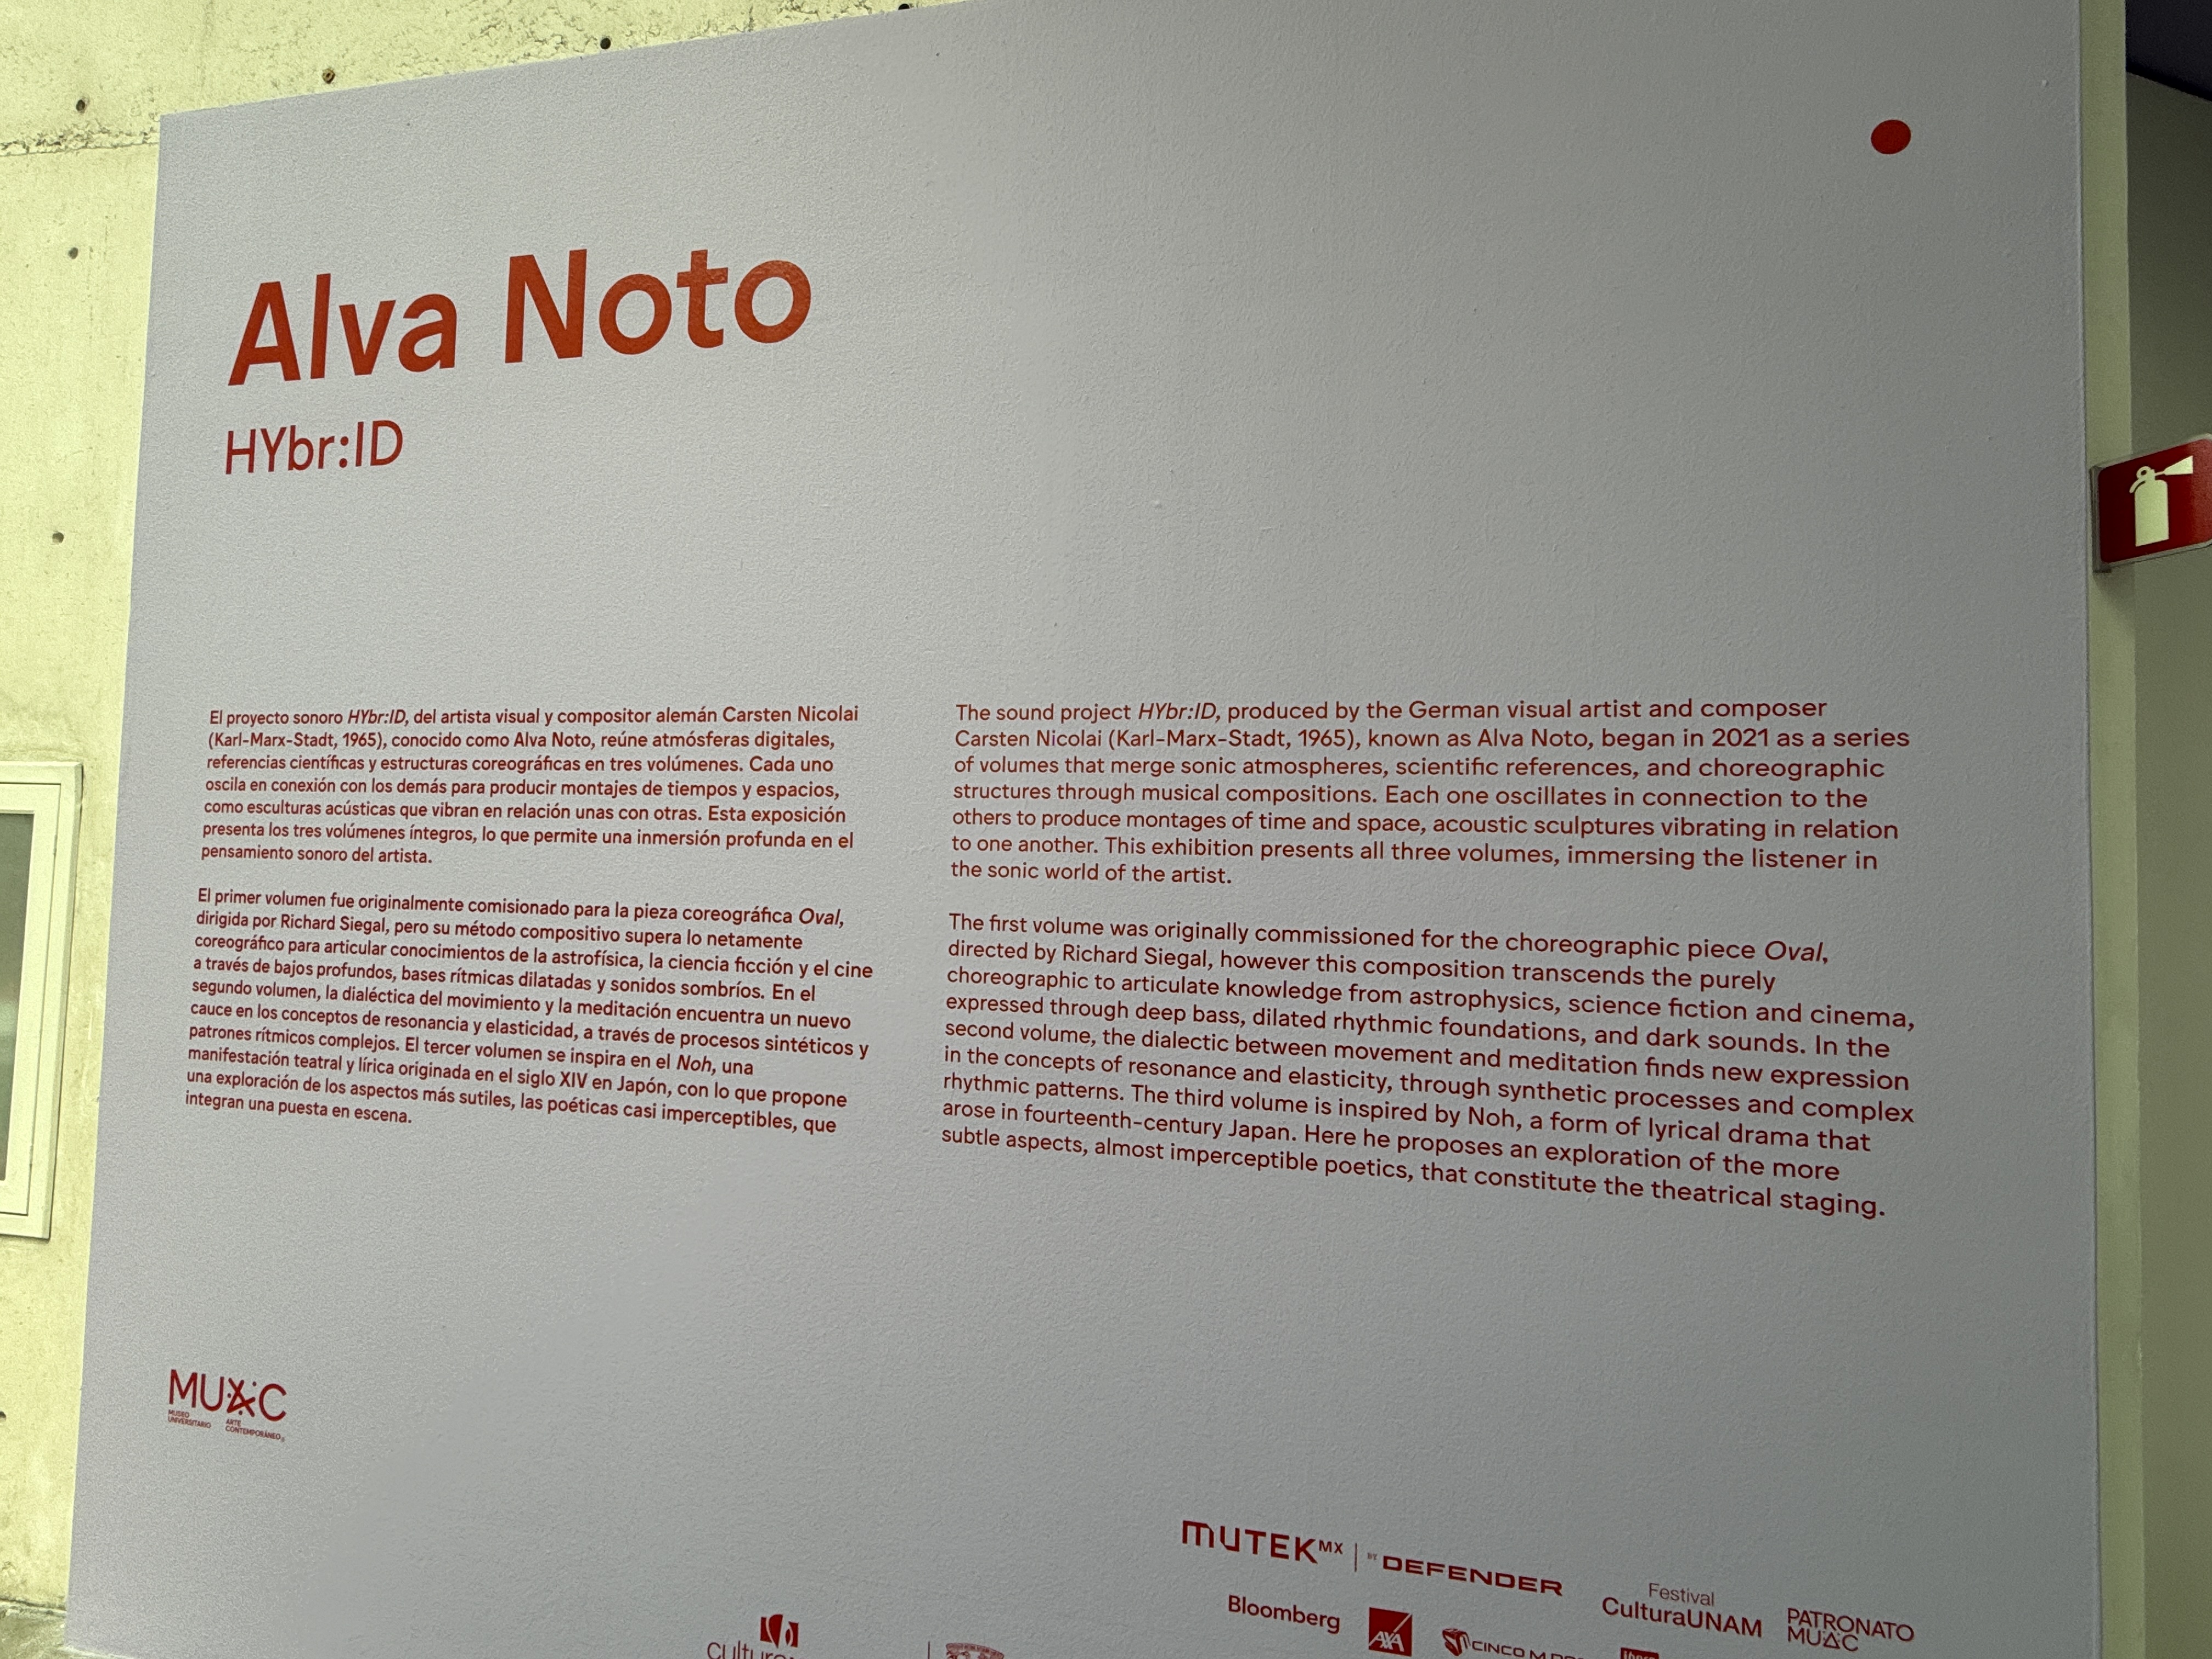 Alva Noto
HYbr:ID
El proyecto sonoro HYbr:ID, del artista visual y compositor alemán Carsten Nicolai
(Karl-Marx-Stadt, 1965), conocido como Alva Noto, reúne atmósferas digitales,
referencias científicas y estructuras coreográficas en tres volúmenes. Cada uno
oscila en conexión con los demás para producir montajes de tiempos y espacios,
como esculturas acústicas que vibran en relación unas con otras. Esta exposición
presenta los tres volúmenes íntegros, lo que permite una inmersión profunda en el
pensamiento sonoro del artista.
El primer volumen fue originalmente comisionado para la pieza coreográfica Oval,
dirigida por Richard Siegal, pero su método compositivo supera lo netamente
coreográfico para articular conocimientos de la astrofísica, la ciencia ficción y el cine
a través de bajos profundos, bases rítmicas dilatadas y sonidos sombríos. En el
segundo volumen, la dialéctica del movimiento y la meditación encuentra un nuevo
cauce en los conceptos de resonancia y elasticidad, a través de procesos sintéticos y
patrones rítmicos complejos. El tercer volumen se inspira en el Noh, una
manifestación teatral y lírica originada en el siglo XIV en Japón, con lo que propone
una exploración de los aspectos más sutiles, las poéticas casi imperceptibles, que
integran una puesta en escena.
The sound project HYbr:ID, produced by the German visual artist and composer
Carsten Nicolai (Karl-Marx-Stadt, 1965), known as Alva Noto, began in 2021 as a series
of volumes that merge sonic atmospheres, scientific references, and choreographic
structures through musical compositions. Each one oscillates in connection to the
others to produce montages of time and space, acoustic sculptures vibrating in relation
to one another. This exhibition presents all three volumes, immersing the listener in
the sonic world of the artist.
The first volume was originally commissioned for the choreographic piece Oval,
directed by Richard Siegal, however this composition transcends the purely
choreographic to articulate knowledge from astrophysics, science fiction and cinema,
expressed through deep bass, dilated rhythmic foundations, and dark sounds. In the
second volume, the dialectic between movement and meditation finds new expression
in the concepts of resonance and elasticity, through synthetic processes and complex
rhythmic patterns. The third volume is inspired by Noh, a form of lyrical drama that
arose in fourteenth-century Japan. Here he proposes an exploration of the more
subtle aspects, almost imperceptible poetics, that constitute the theatrical staging.
MUAC
MUSEO UNIVERSITARIO
ARTE CONTEMPORÁNEO
MUTEK MX | BY DEFENDER
Festival
CulturaUNAM
PATRONATO
MUAC
Bloomberg
AXA
CINCO M